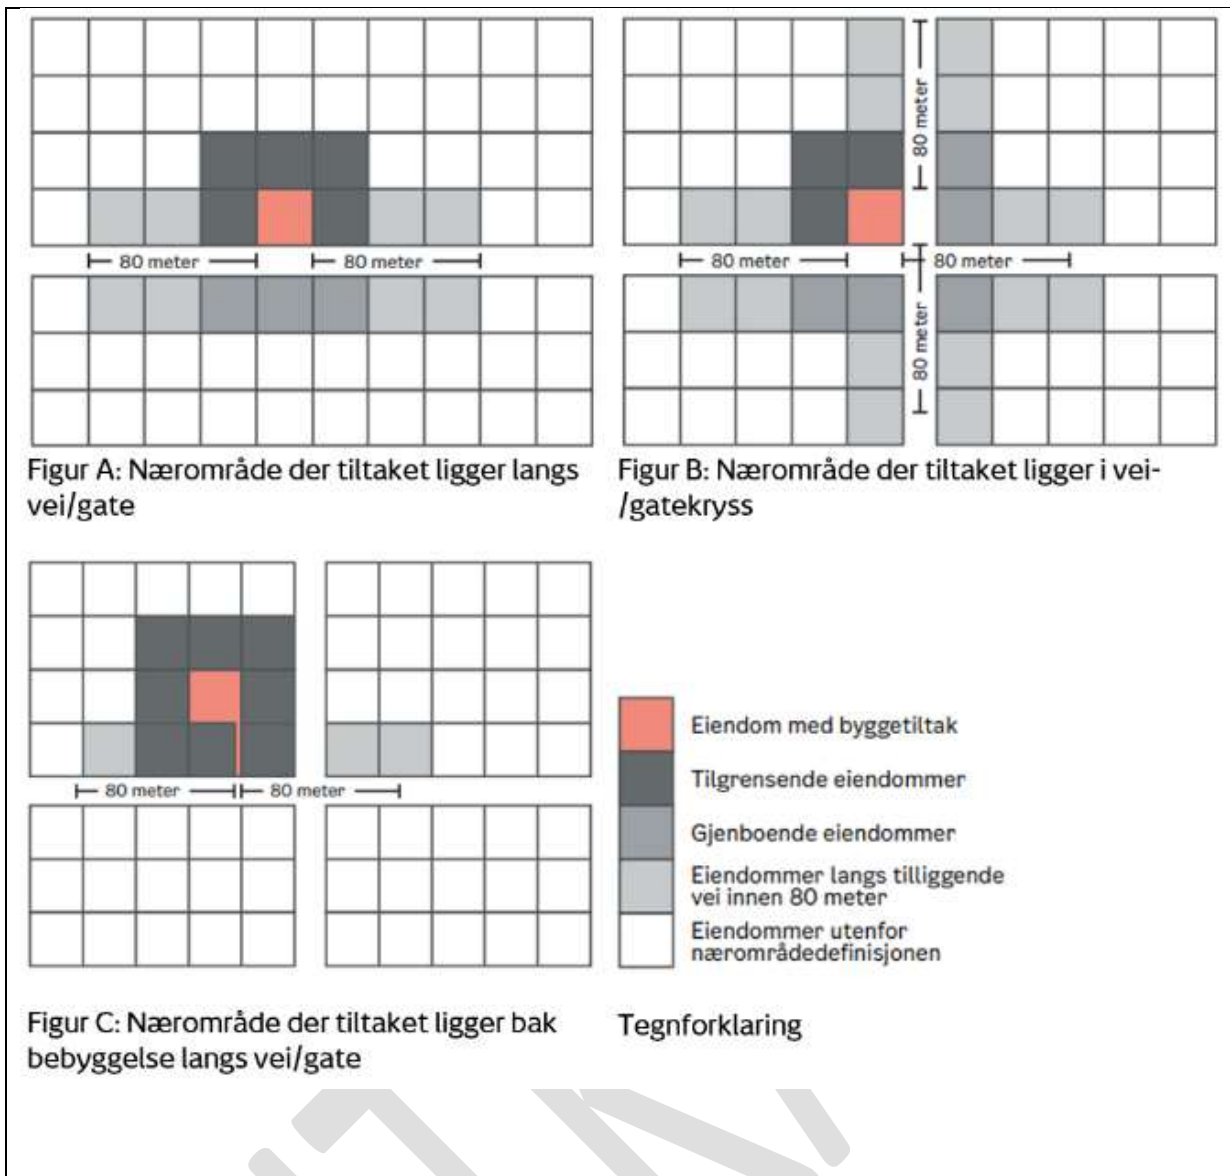 80 meter
80 meter
Figur A: Nærområde der tiltaket ligger langs
vei/gate
80 meter
80 meter
80 meter
80 meter
Figur B: Nærområde der tiltaket ligger i vei-
/gatekryss
80 meter
80 meter
Figur C: Nærområde der tiltaket ligger bak
bebyggelse langs vei/gate
Eiendom med byggetiltak
Tilgrensende eiendommer
Gjenboende eiendommer
Eiendommer langs tilliggende
vei innen 80 meter
Eiendommer utenfor
nærområdedefinisjonen
Tegnforklaring